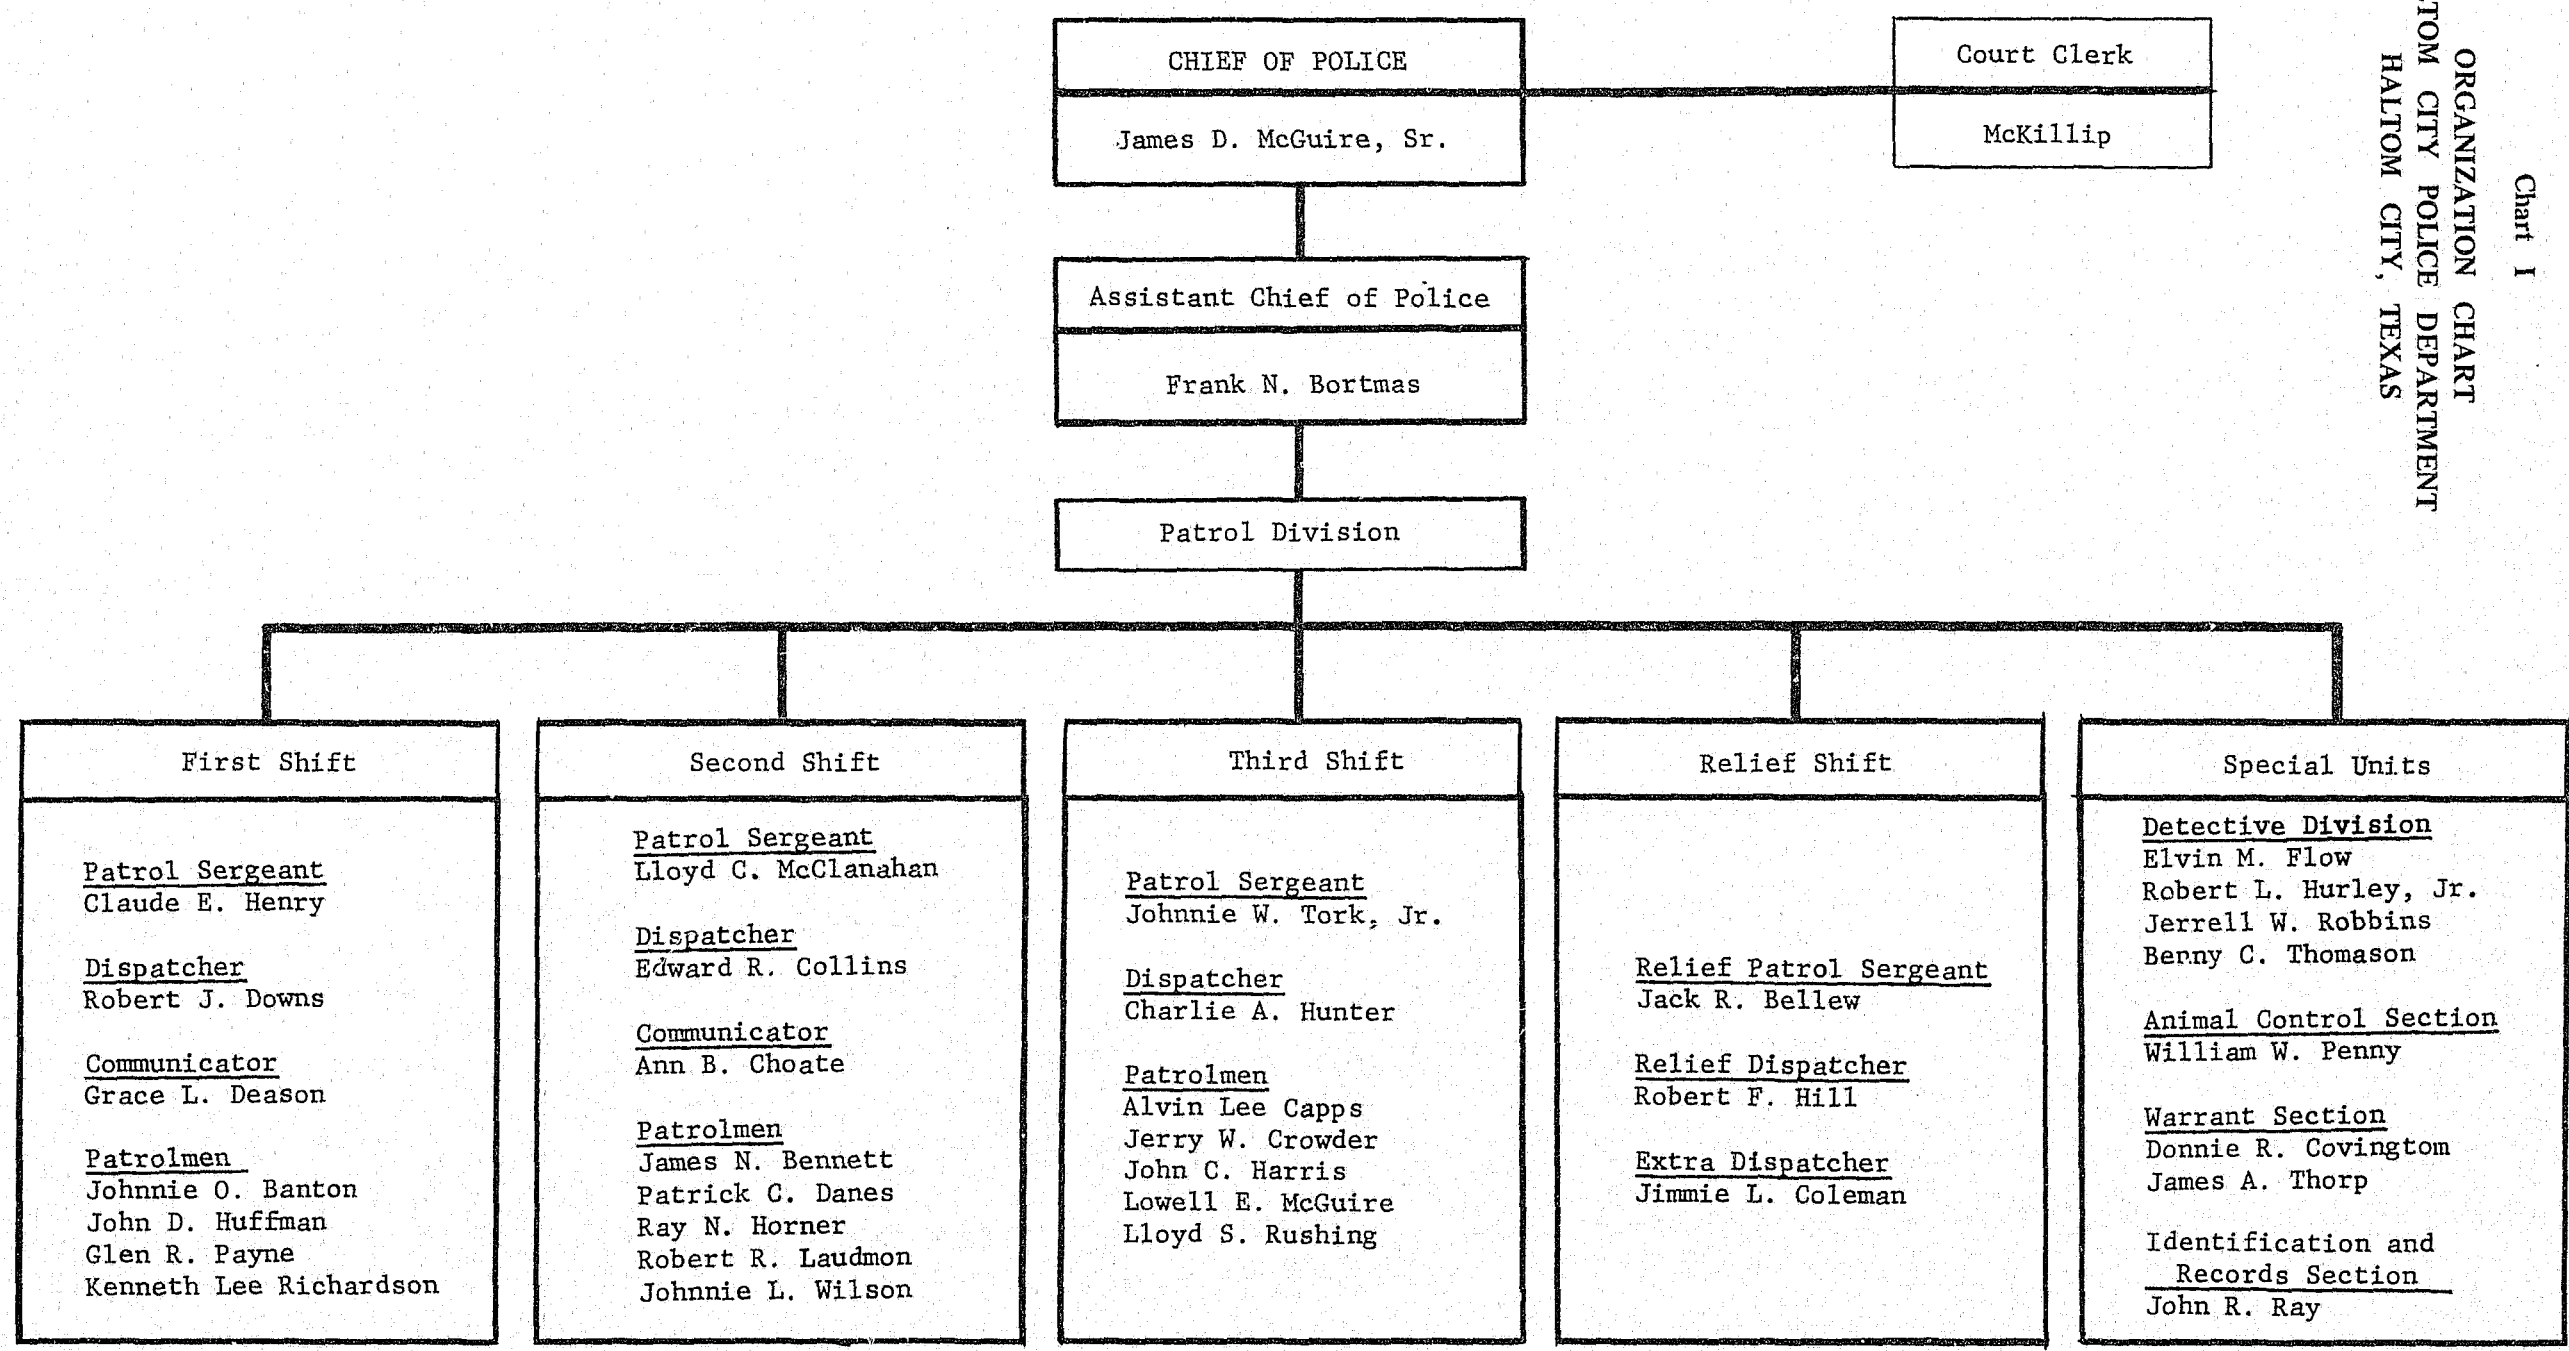 Chart I
ORGANIZATION CHART
TOM CITY POLICE DEPARTMENT
HALTOM CITY, TEXAS
CHIEF OF POLICE
James D. McGuire, Sr.
Court Clerk
McKillip
Assistant Chief of Police
Frank N. Bortmas
Patrol Division
First Shift
Patrol Sergeant
Claude E. Henry
Dispatcher
Robert J. Downs
Communicator
Grace L. Deason
Patrolmen
Johnnie O. Banton
John D. Huffman
Glen R. Payne
Kenneth Lee Richardson
Second Shift
Patrol Sergeant
Lloyd C. McClanahan
Dispatcher
Edward R. Collins
Communicator
Ann B. Choate
Patrolmen
James N. Bennett
Patrick C. Danes
Ray N. Horner
Robert R. Laudmon
Johnnie L. Wilson
Third Shift
Patrol Sergeant
Johnnie W. Tork, Jr.
Dispatcher
Charlie A. Hunter
Patrolmen
Alvin Lee Capps
Jerry W. Crowder
John C. Harris
Lowell E. McGuire
Lloyd S. Rushing
Relief Shift
Relief Patrol Sergeant
Jack R. Bellew
Relief Dispatcher
Robert F. Hill
Extra Dispatcher
Jimmie L. Coleman
Special Units
Detective Division
Elvin M. Flow
Robert L. Hurley, Jr.
Jerrell W. Robbins
Benny C. Thomason
Animal Control Section
William W. Penny
Warrant Section
Donnie R. Covingtom
James A. Thorp
Identification and
Records Section
John R. Ray